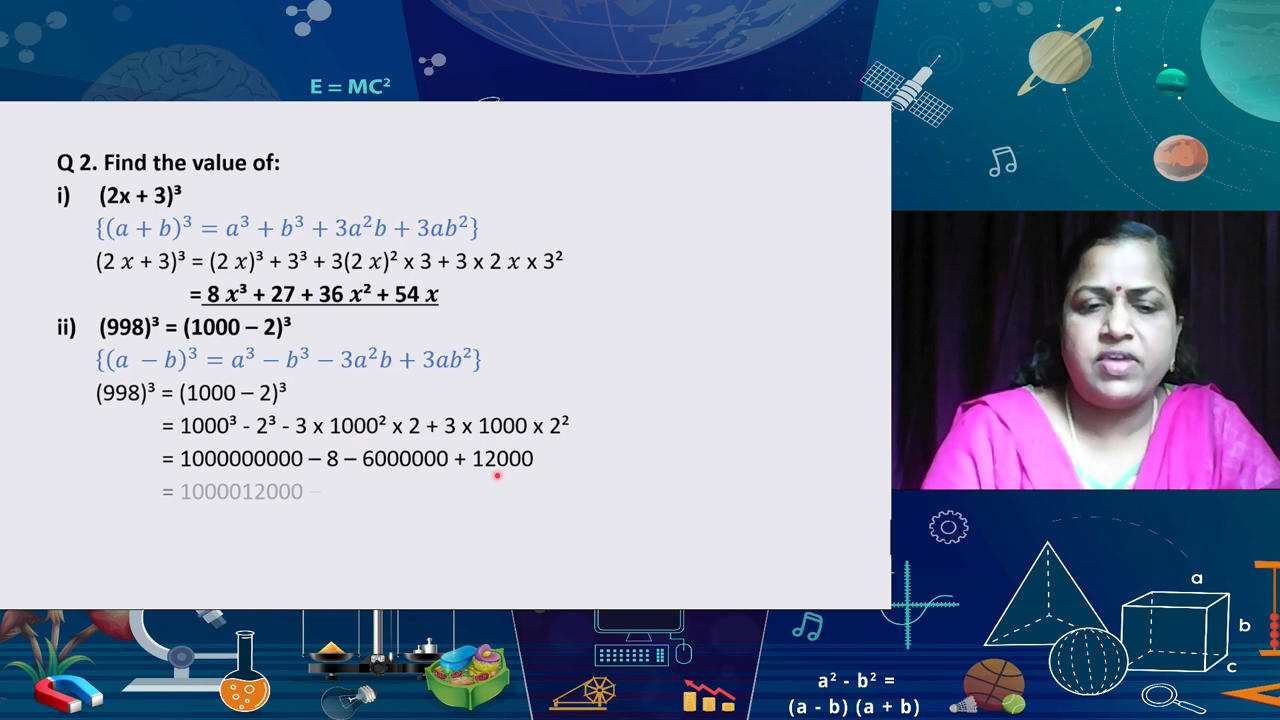 E = MC²
Q 2. Find the value of:
i) (2x + 3)³
{(a + b)³ = a³ + b³ + 3a²b + 3ab²}
(2 x + 3)³ = (2 x)³ + 3³ + 3(2 x)² x 3 + 3 x 2 x x 3²
= 8 x³ + 27 + 36 x² + 54 x
ii) (998)³ = (1000 – 2)³
{(a − b)³ = a³ − b³ − 3a²b + 3ab²}
(998)³ = (1000 – 2)³
= 1000³ - 2³ - 3 x 1000² x 2 + 3 x 1000 x 2²
= 1000000000 – 8 – 6000000 + 12000
= 1000012000 –
a
b
c
a² - b² =
(a - b) (a + b)